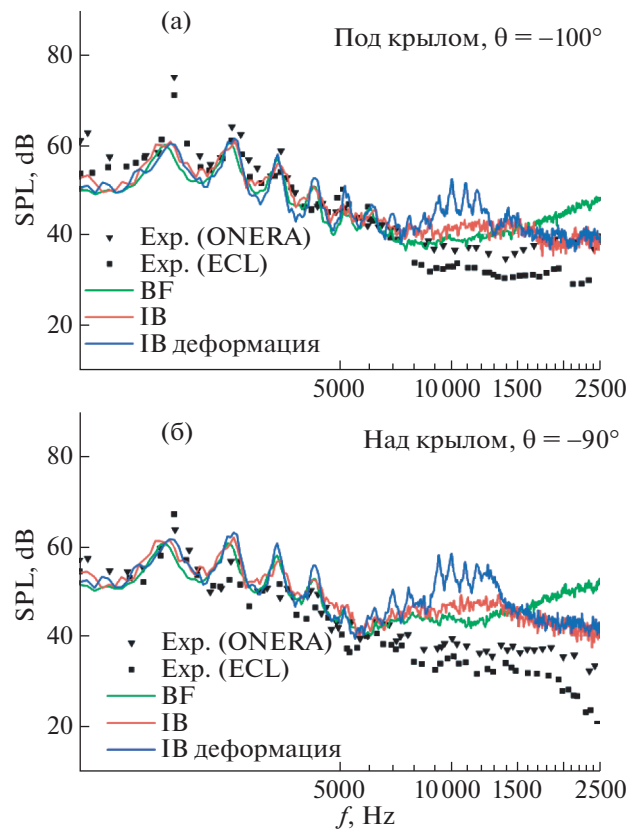 (а)
Под крылом, θ = –100°
80
60
40
20
SPL, dB
Exp. (ONERA)
Exp. (ECL)
BF
IB
IB деформация
5000 10 000 1500 2500
(б)
Над крылом, θ = –90°
80
60
40
20
SPL, dB
Exp. (ONERA)
Exp. (ECL)
BF
IB
IB деформация
5000 10 000 1500 2500
f, Hz